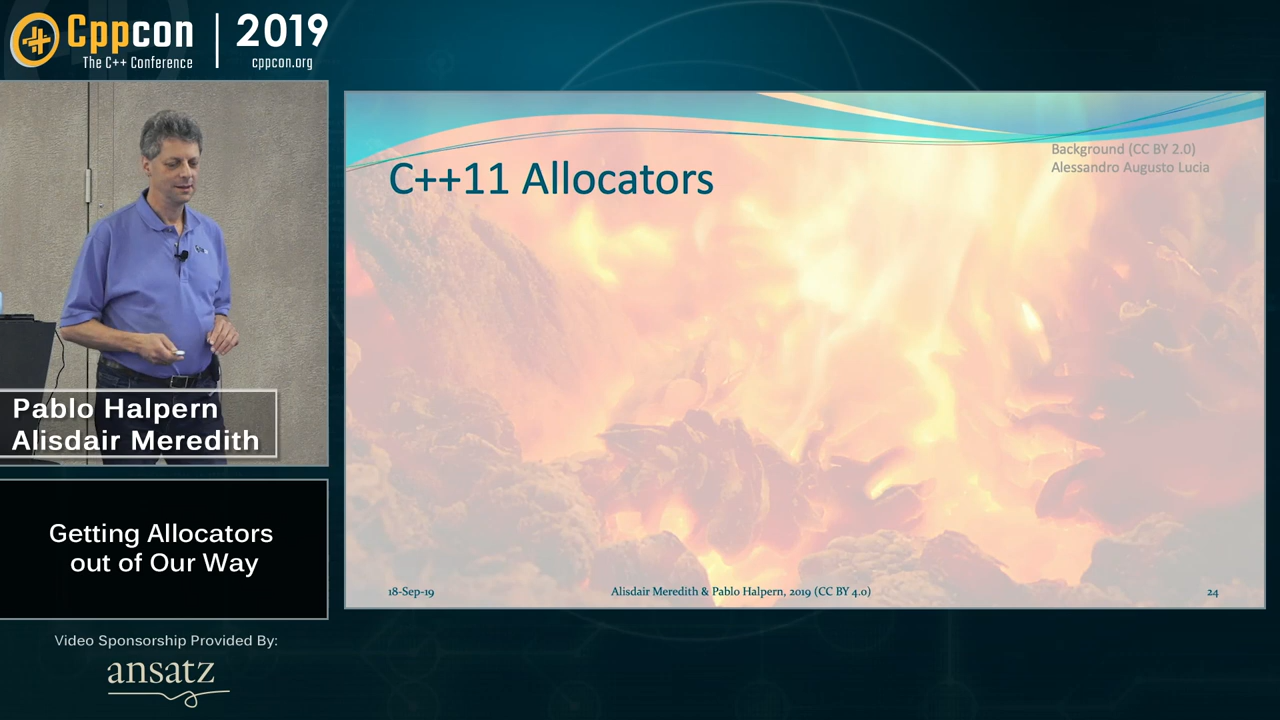 Cppcon
The C++ Conference
2019
cppcon.org
Pablo Halpern
Alisdair Meredith
Getting Allocators
out of Our Way
Video Sponsorship Provided By:
ansatz
C++11 Allocators
Background (CC BY 2.0)
Alessandro Augusto Lucia
18-Sep-19
Alisdair Meredith & Pablo Halpern, 2019 (CC BY 4.0)
24